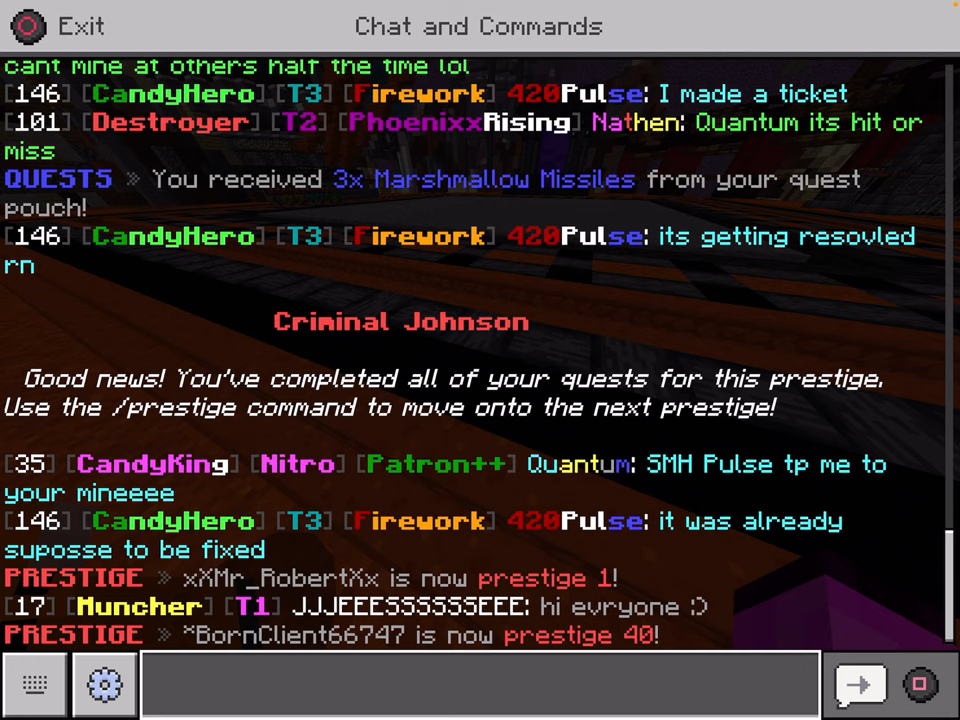 Exit
Chat and Commands
cant mine at others half the time lol
[146] [CandyHero] [T3] [Firework] 420Pulse: I made a ticket
[101] [Destroyer] [T2] [PhoenixxRising] Nathen: Quantum its hit or
miss
QUESTS » You received 3x Marshmallow Missiles from your quest
pouch!
[146] [CandyHero] [T3] [Firework] 420Pulse: its getting resovled
rn
Criminal Johnson
Good news! You've completed all of your quests for this prestige.
Use the /prestige command to move onto the next prestige!
[35] [CandyKing] [Nitro] [Patron++] Quantum: SMH Pulse tp me to
your mineeee
[146] [CandyHero] [T3] [Firework] 420Pulse: it was already
suposse to be fixed
PRESTIGE » xXMr_RobertXx is now prestige 1!
[17] [Muncher] [T1] JJJEEESSSSSSEEE: hi evryone :)
PRESTIGE » *BornClient66747 is now prestige 40!